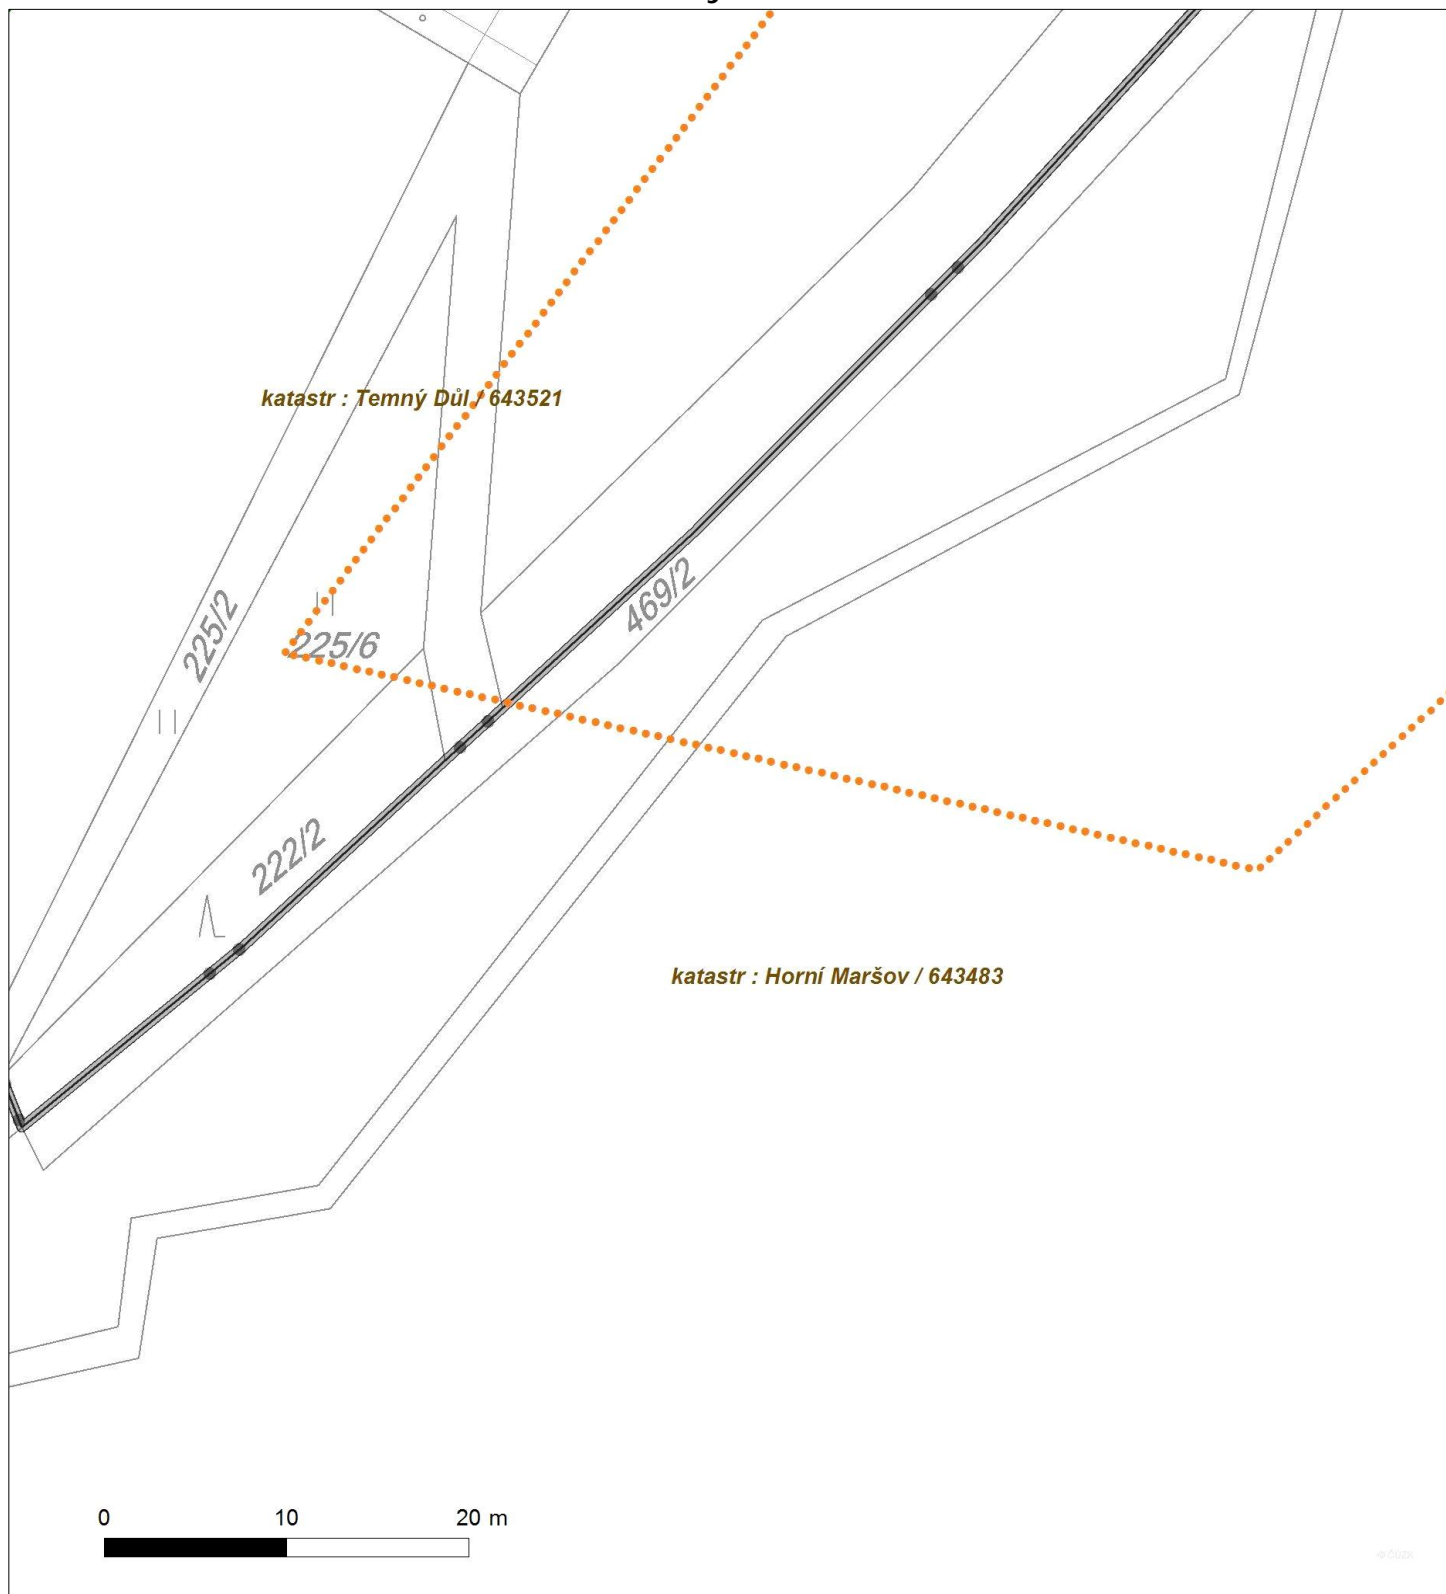 katastr : Temný Důl / 643521
469/2
225/2
225/6
222/2
katastr : Horní Maršov / 643483
0 10 20 m
© ČÚZK